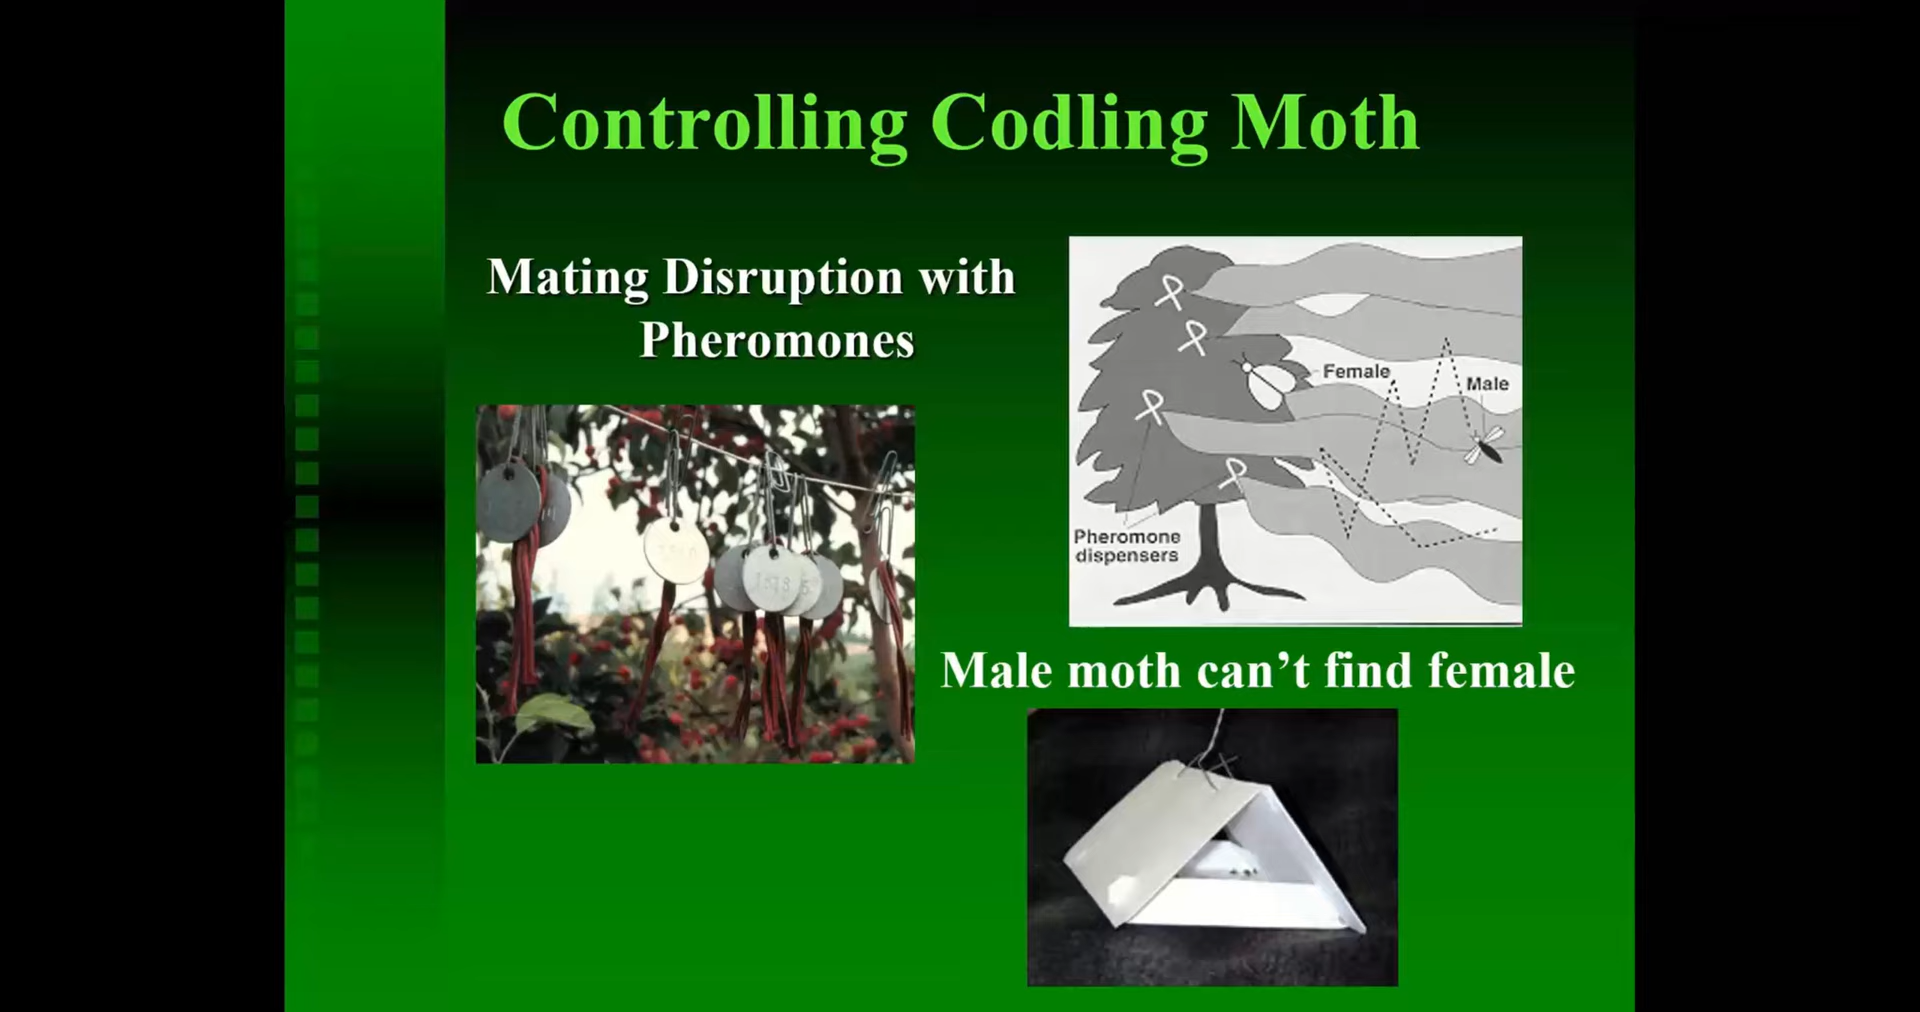 Controlling Codling Moth
Mating Disruption with
Pheromones
Female
Male
Pheromone
dispensers
Male moth can’t find female